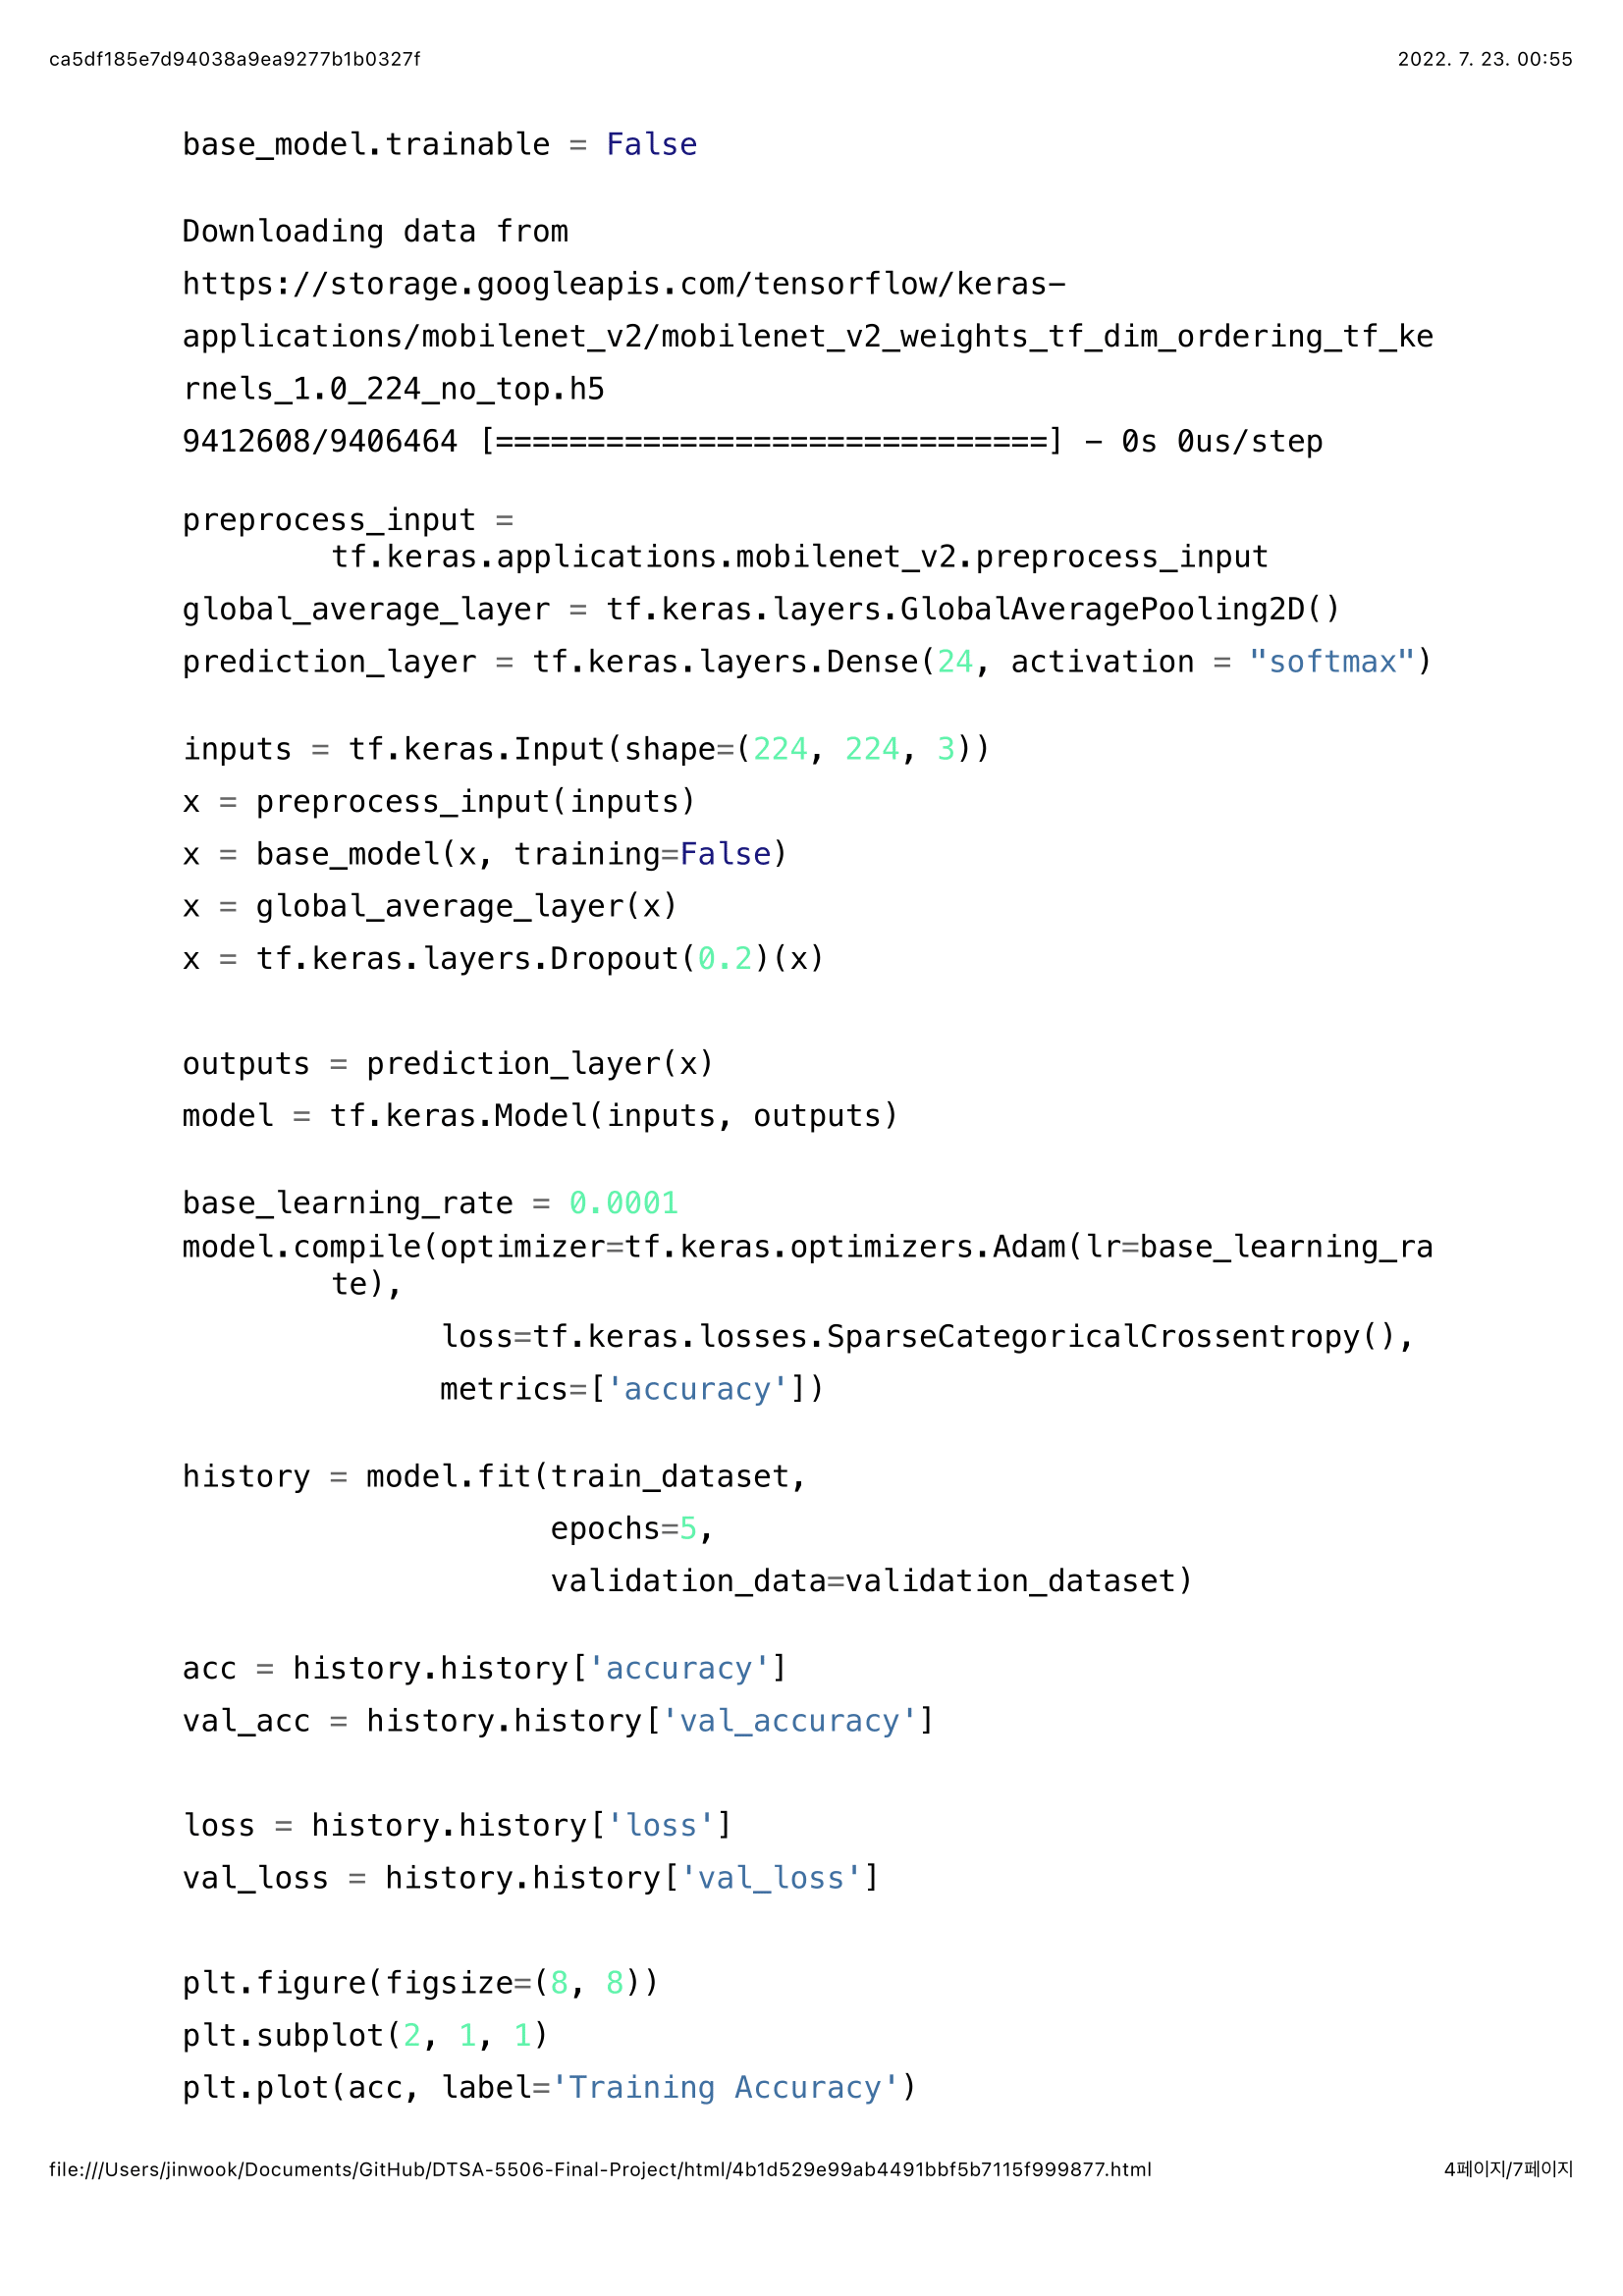 ca5df185e7d94038a9ea9277b1b0327f
2022. 7. 23. 00:55
base_model.trainable = False
Downloading data from
https://storage.googleapis.com/tensorflow/keras-
applications/mobilenet_v2/mobilenet_v2_weights_tf_dim_ordering_tf_ke
rnels_1.0_224_no_top.h5
9412608/9406464 [==============================] - 0s 0us/step
preprocess_input =
        tf.keras.applications.mobilenet_v2.preprocess_input
global_average_layer = tf.keras.layers.GlobalAveragePooling2D()
prediction_layer = tf.keras.layers.Dense(24, activation = "softmax")
inputs = tf.keras.Input(shape=(224, 224, 3))
x = preprocess_input(inputs)
x = base_model(x, training=False)
x = global_average_layer(x)
x = tf.keras.layers.Dropout(0.2)(x)
outputs = prediction_layer(x)
model = tf.keras.Model(inputs, outputs)
base_learning_rate = 0.0001
model.compile(optimizer=tf.keras.optimizers.Adam(lr=base_learning_ra
        te),
              loss=tf.keras.losses.SparseCategoricalCrossentropy(),
              metrics=['accuracy'])
history = model.fit(train_dataset,
                    epochs=5,
                    validation_data=validation_dataset)
acc = history.history['accuracy']
val_acc = history.history['val_accuracy']
loss = history.history['loss']
val_loss = history.history['val_loss']
plt.figure(figsize=(8, 8))
plt.subplot(2, 1, 1)
plt.plot(acc, label='Training Accuracy')
file:///Users/jinwook/Documents/GitHub/DTSA-5506-Final-Project/html/4b1d529e99ab4491bbf5b7115f999877.html
4페이지/7페이지